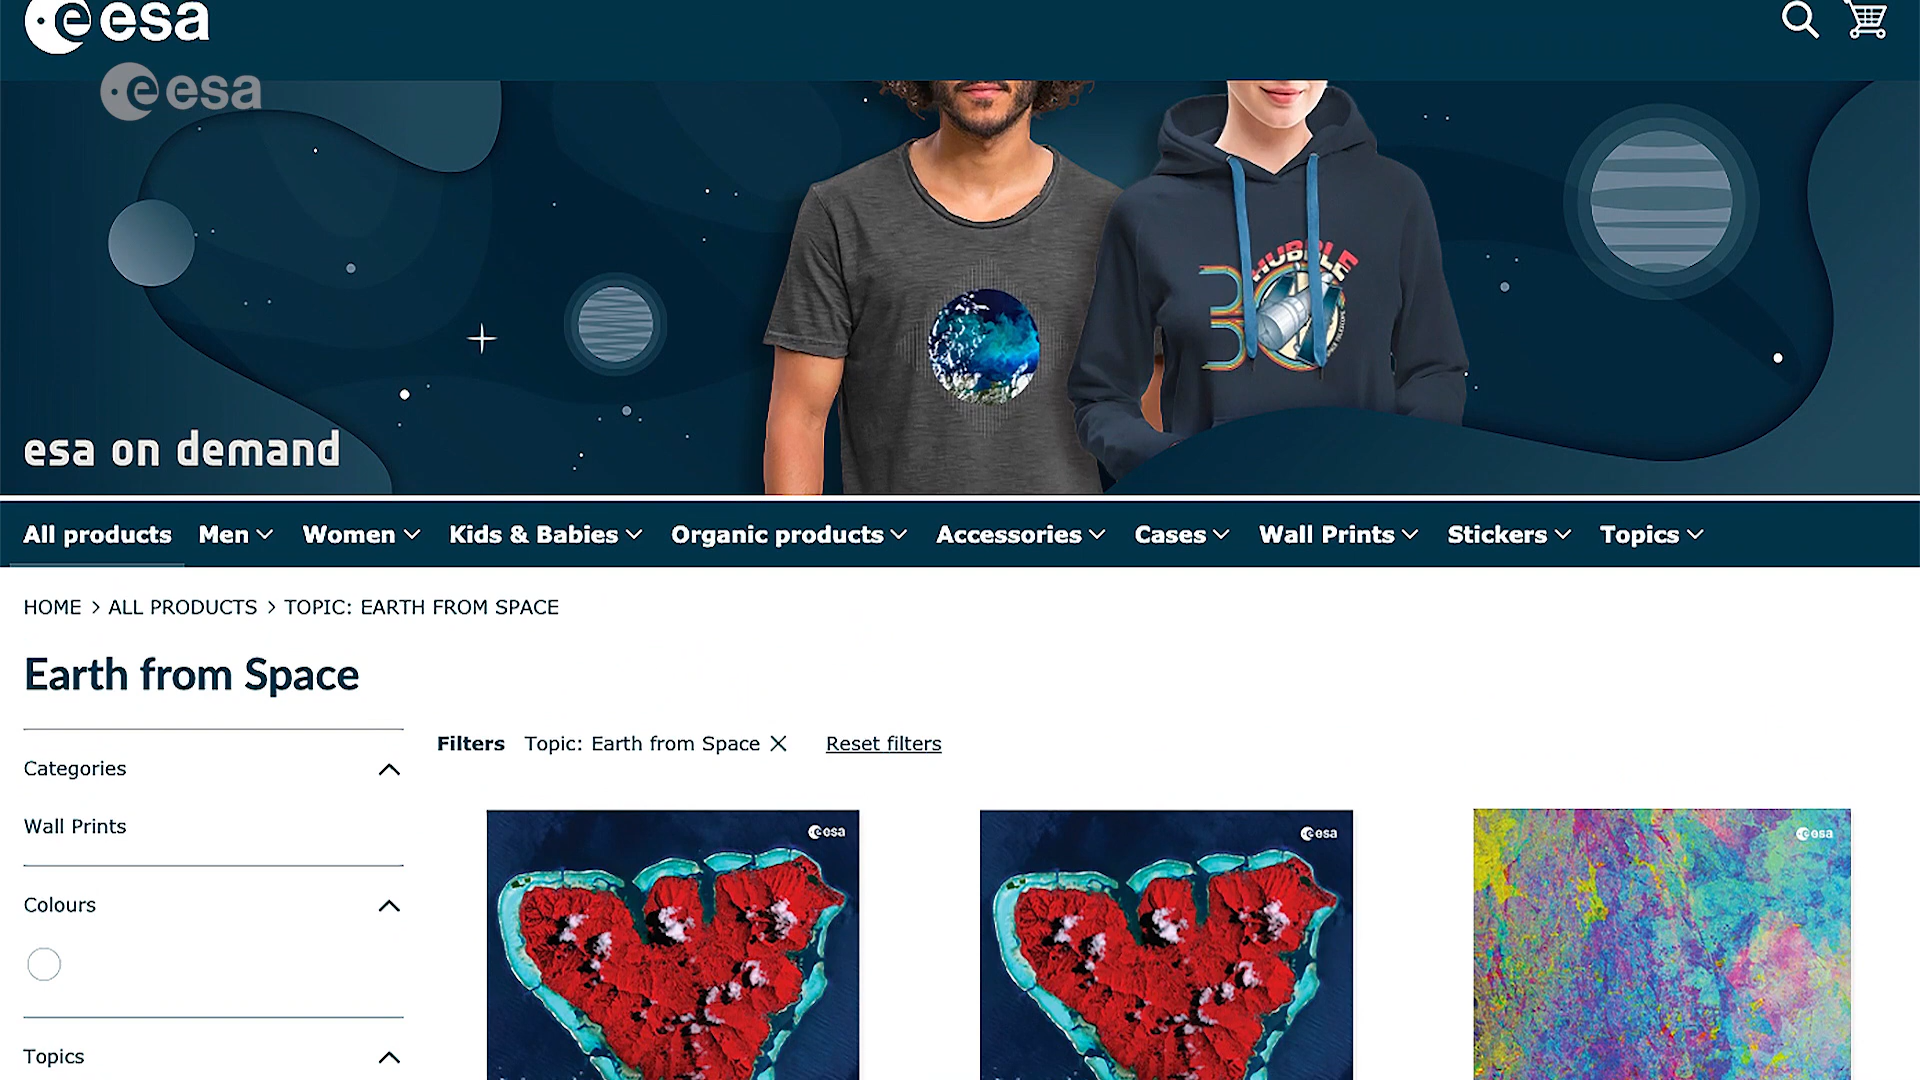 esa
esa
HUBBLE
30
esa on demand
All products Men Women Kids & Babies Organic products Accessories Cases Wall Prints Stickers Topics
HOME > ALL PRODUCTS > TOPIC: EARTH FROM SPACE
Earth from Space
Filters Topic: Earth from Space Reset filters
Categories
Wall Prints
Colours
Topics
esa
esa
esa